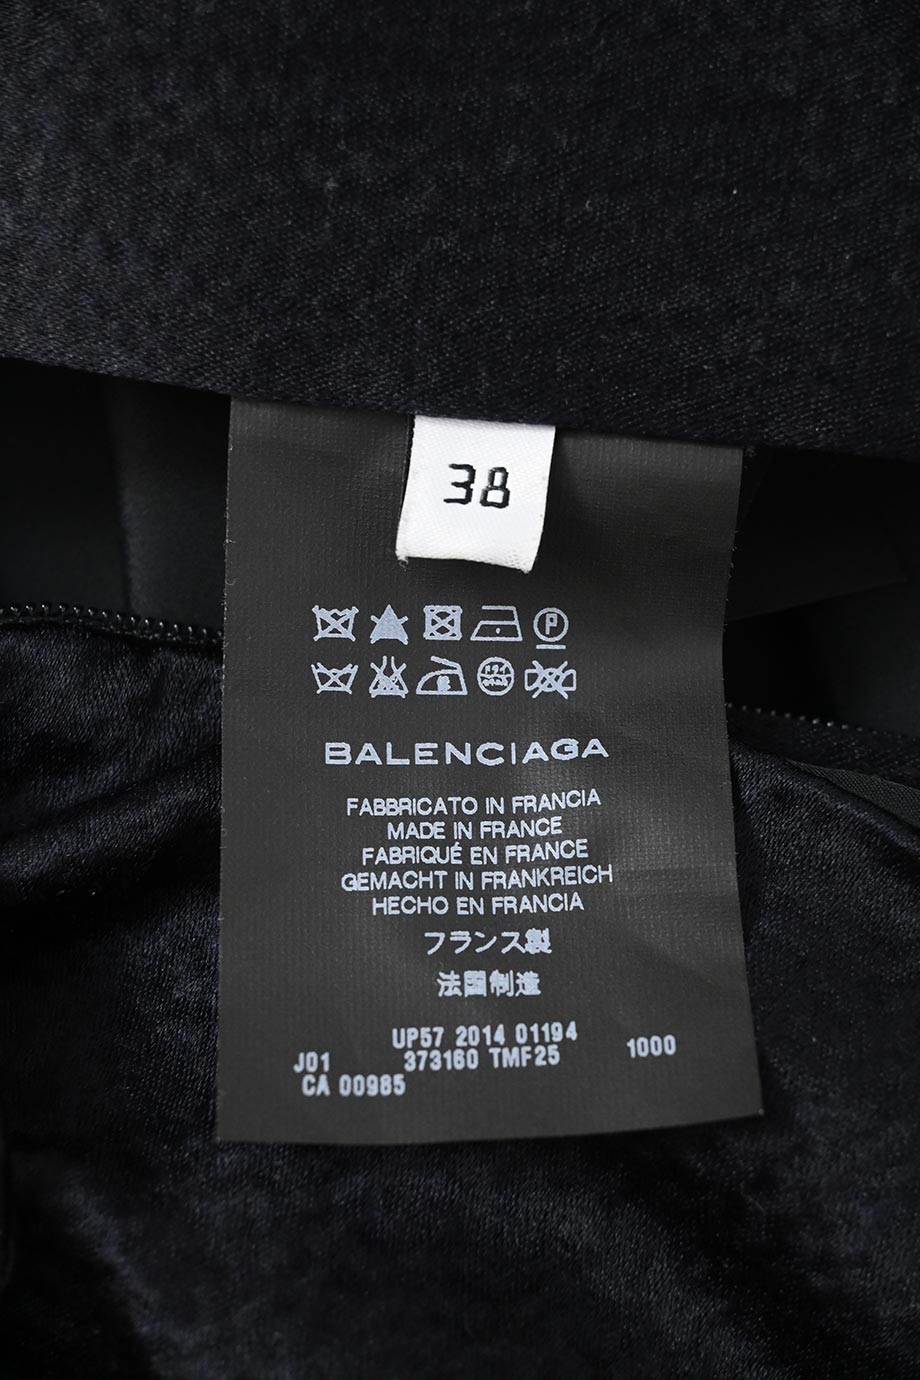 38
P
BALENCIAGA
FABBRICATO IN FRANCIA
MADE IN FRANCE
FABRIQUÉ EN FRANCE
GEMACHT IN FRANKREICH
HECHO EN FRANCIA
フランス製
法国制造
UP57 2014 01194
J01 373160 TMF25 1000
CA 00985